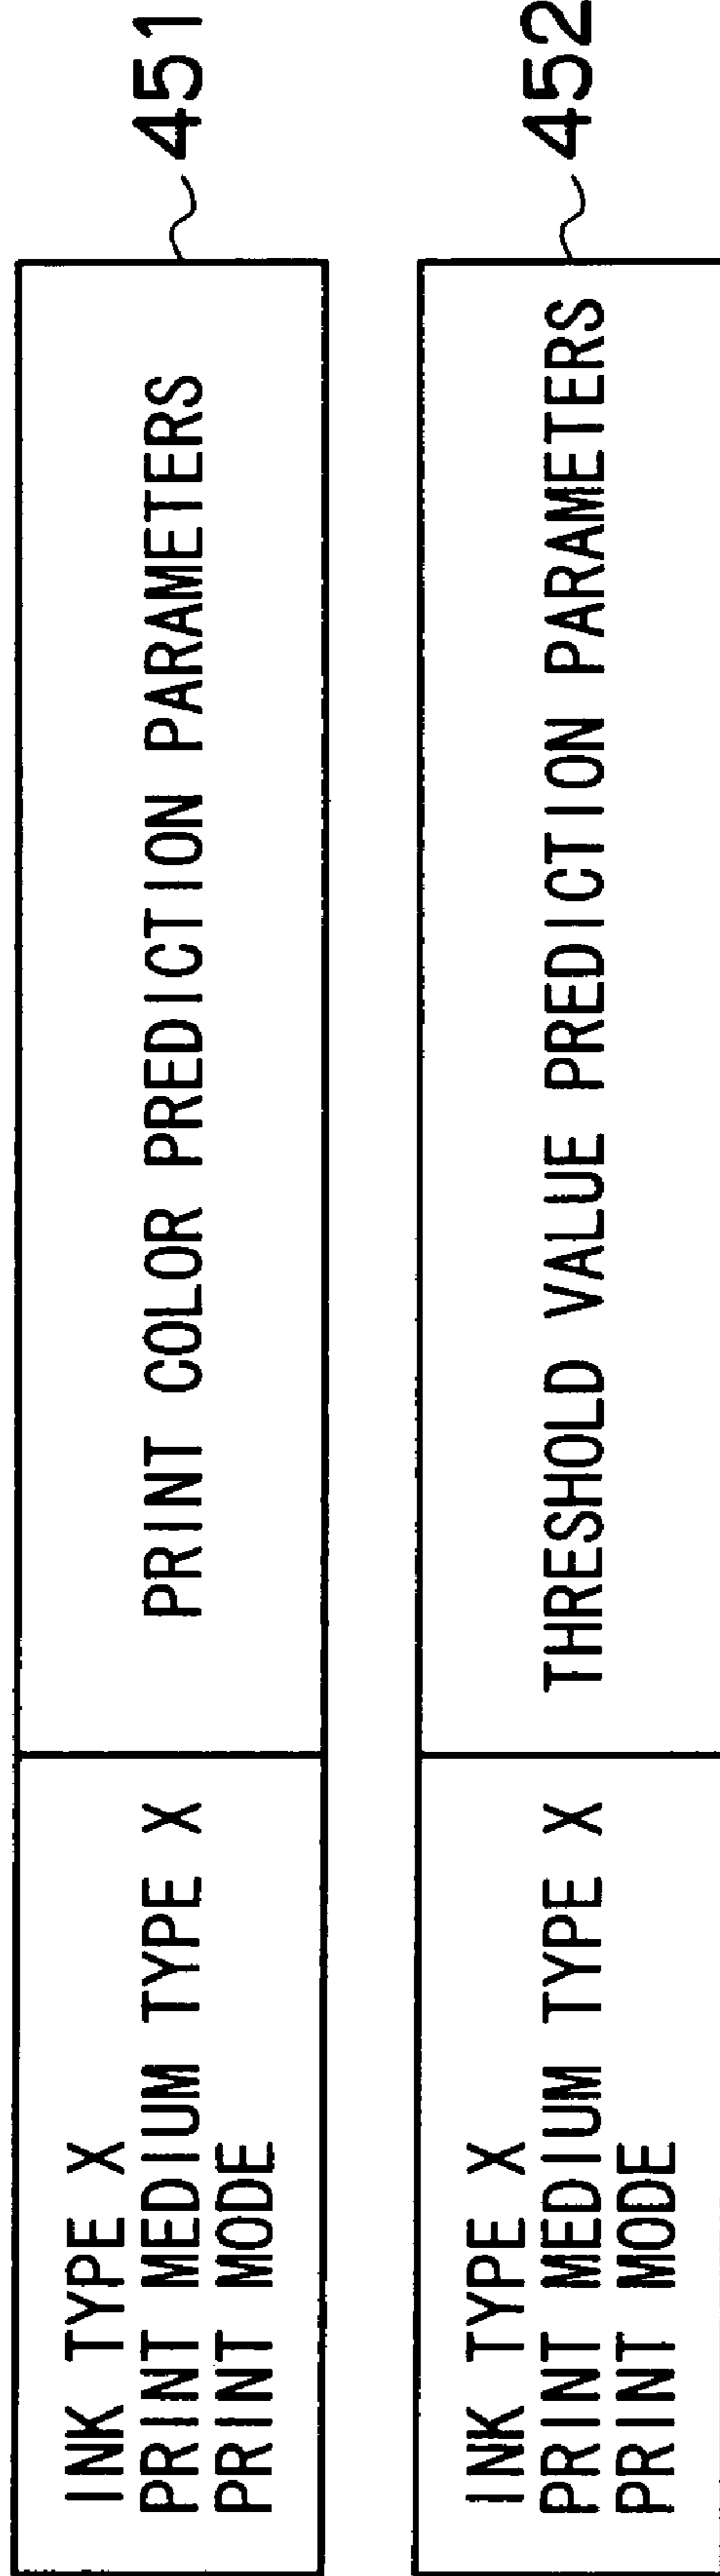 INK TYPE X
PRINT MEDIUM TYPE X
PRINT MODE
PRINT COLOR PREDICTION PARAMETERS
451
INK TYPE X
PRINT MEDIUM TYPE X
PRINT MODE
THRESHOLD VALUE PREDICTION PARAMETERS
452